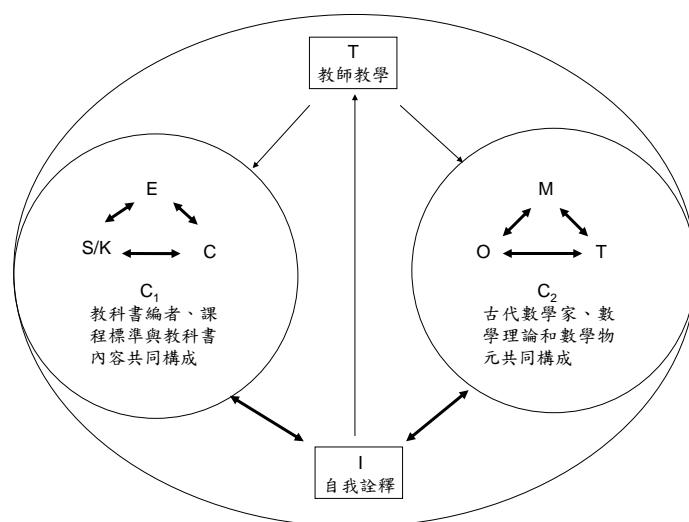 T
教師教學
E
S/K
C
C1
教科書編者、課
程標準與教科書
內容共同構成
M
O
T
C2
古代數學家、數
學理論和數學物
元共同構成
I
自我詮釋